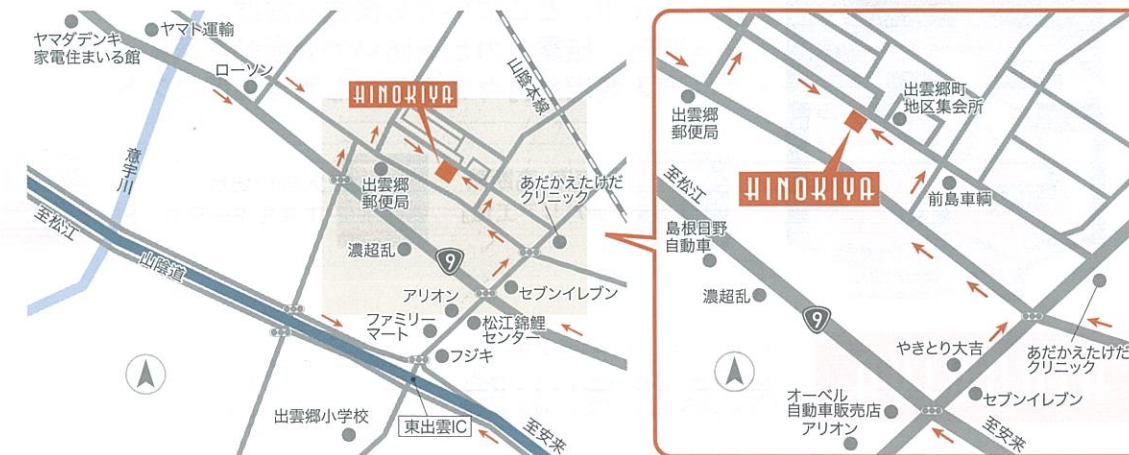 ヤマダデンキ
家電住まいる館
ヤマト運輸
ローソン
HINOKIYA
山陰本線
意宇川
出雲郷
郵便局
あだかえたけだ
クリニック
至松江
山陰道
濃超乱
9
アリオン
セブンイレブン
ファミリー
マート
松江錦鯉
センター
フジキ
出雲郷小学校
東出雲IC
至安来
出雲郷
郵便局
出雲郷町
地区集会所
HINOKIYA
前島車輌
至松江
島根日野
自動車
濃超乱
9
やきとり大吉
あだかえたけだ
クリニック
オーベル
自動車販売店
セブンイレブン
アリオン
至安来